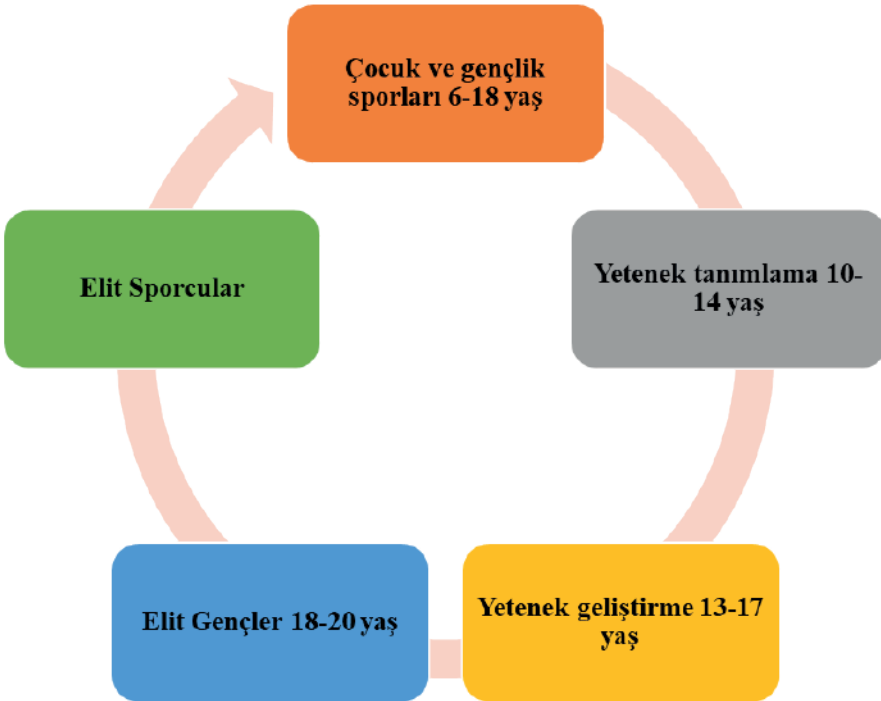 Çocuk ve gençlik
sporları 6-18 yaş
Yetenek tanımlama 10-
14 yaş
Yetenek geliştirme 13-17
yaş
Elit Gençler 18-20 yaş
Elit Sporcular